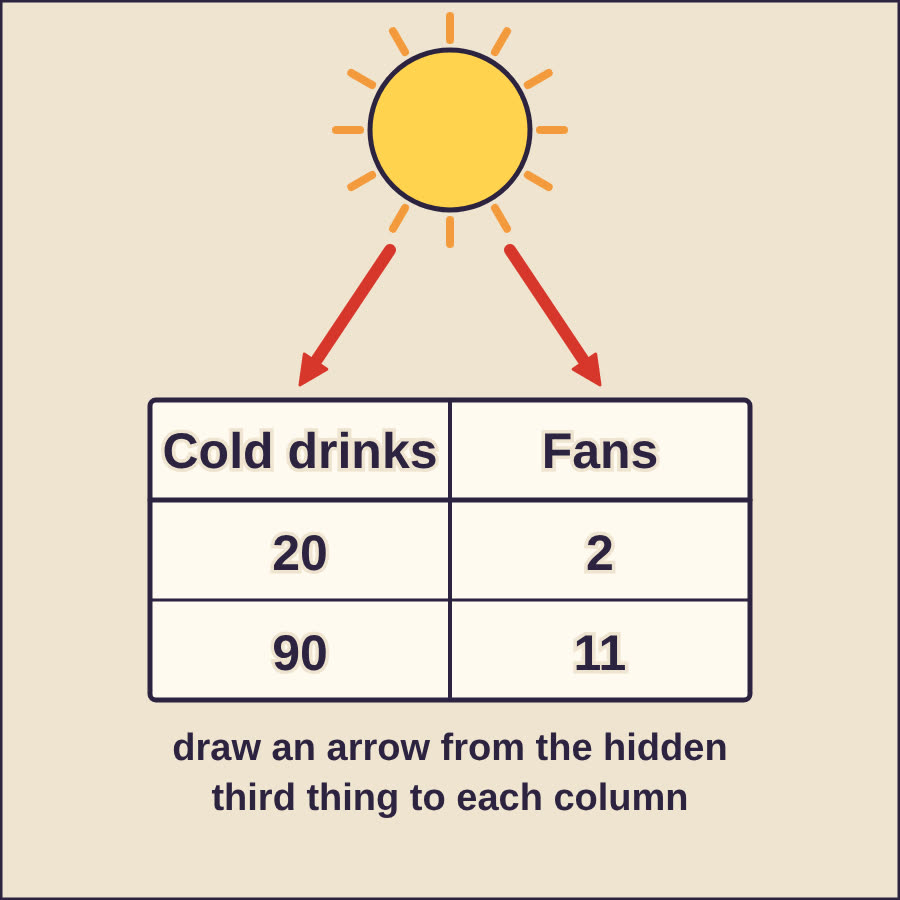 Cold drinks Fans
20 2
90 11
draw an arrow from the hidden
third thing to each column